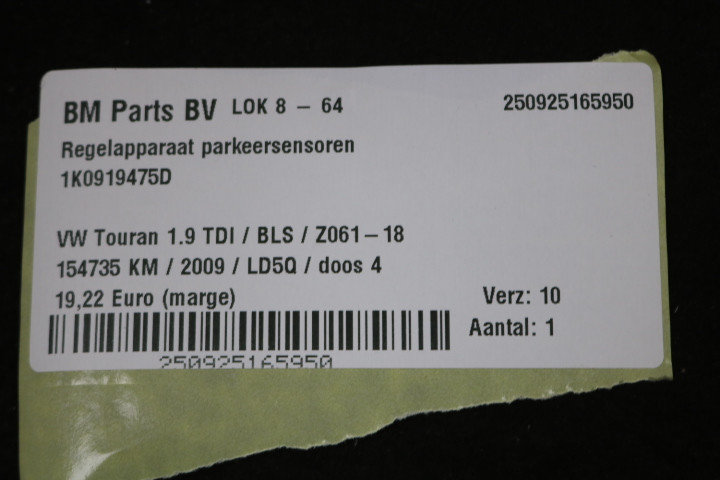 BM Parts BV LOK 8 - 64 250925165950
Regelapparaat parkeersensoren
1K0919475D
VW Touran 1.9 TDI / BLS / Z061-18
154735 KM / 2009 / LD5Q / doos 4
19,22 Euro (marge) Verz: 10
Aantal: 1
250925165950